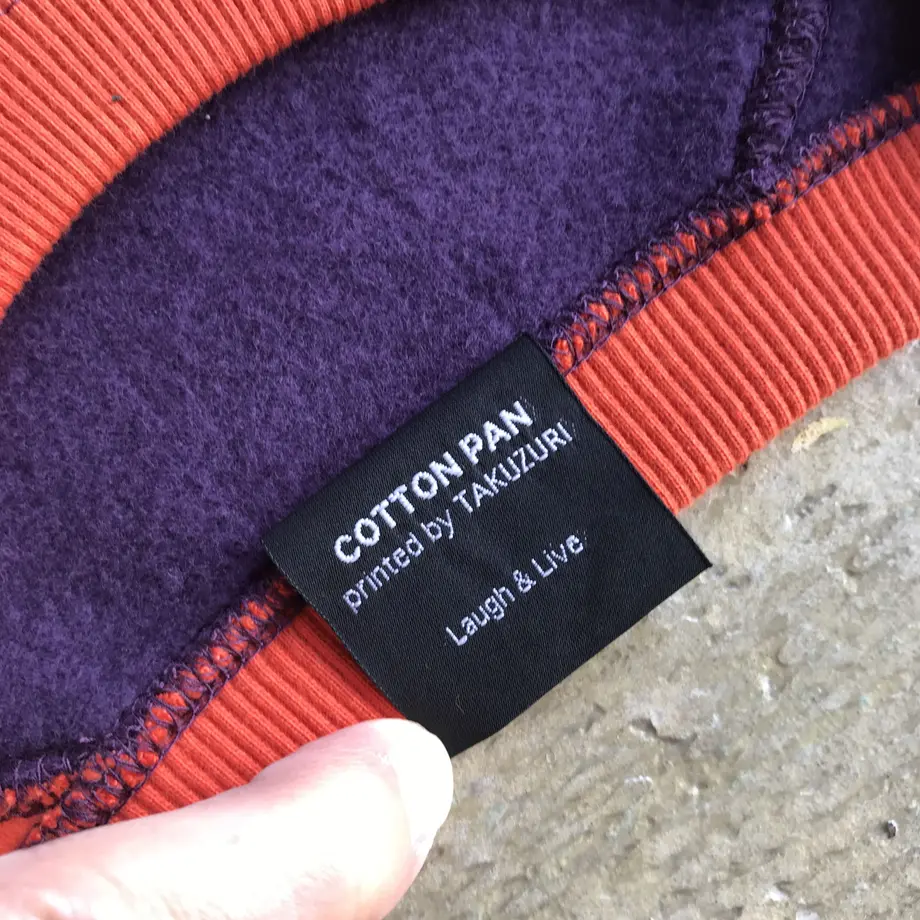 COTTON PAN
printed by TAKUZURI
Laugh & Live